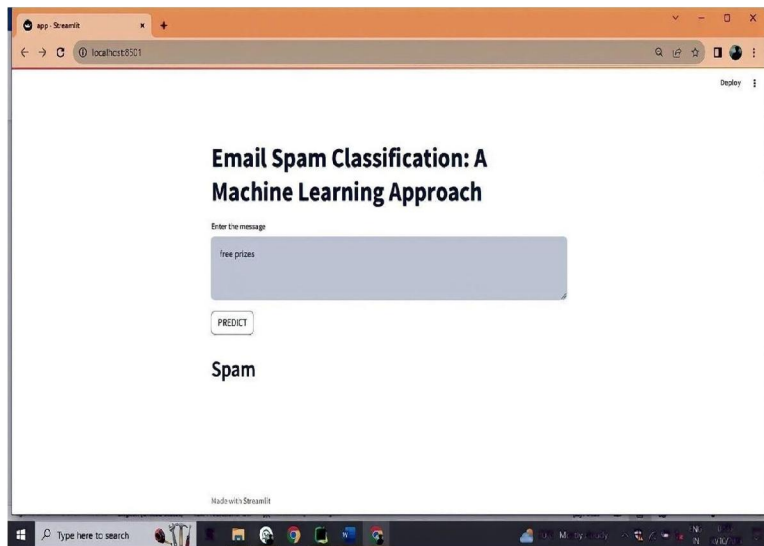 app · Streamlit
localhost:8501
Deploy
Email Spam Classification: A
Machine Learning Approach
Enter the message
free prizes
PREDICT
Spam
Made with Streamlit
Type here to search
IN